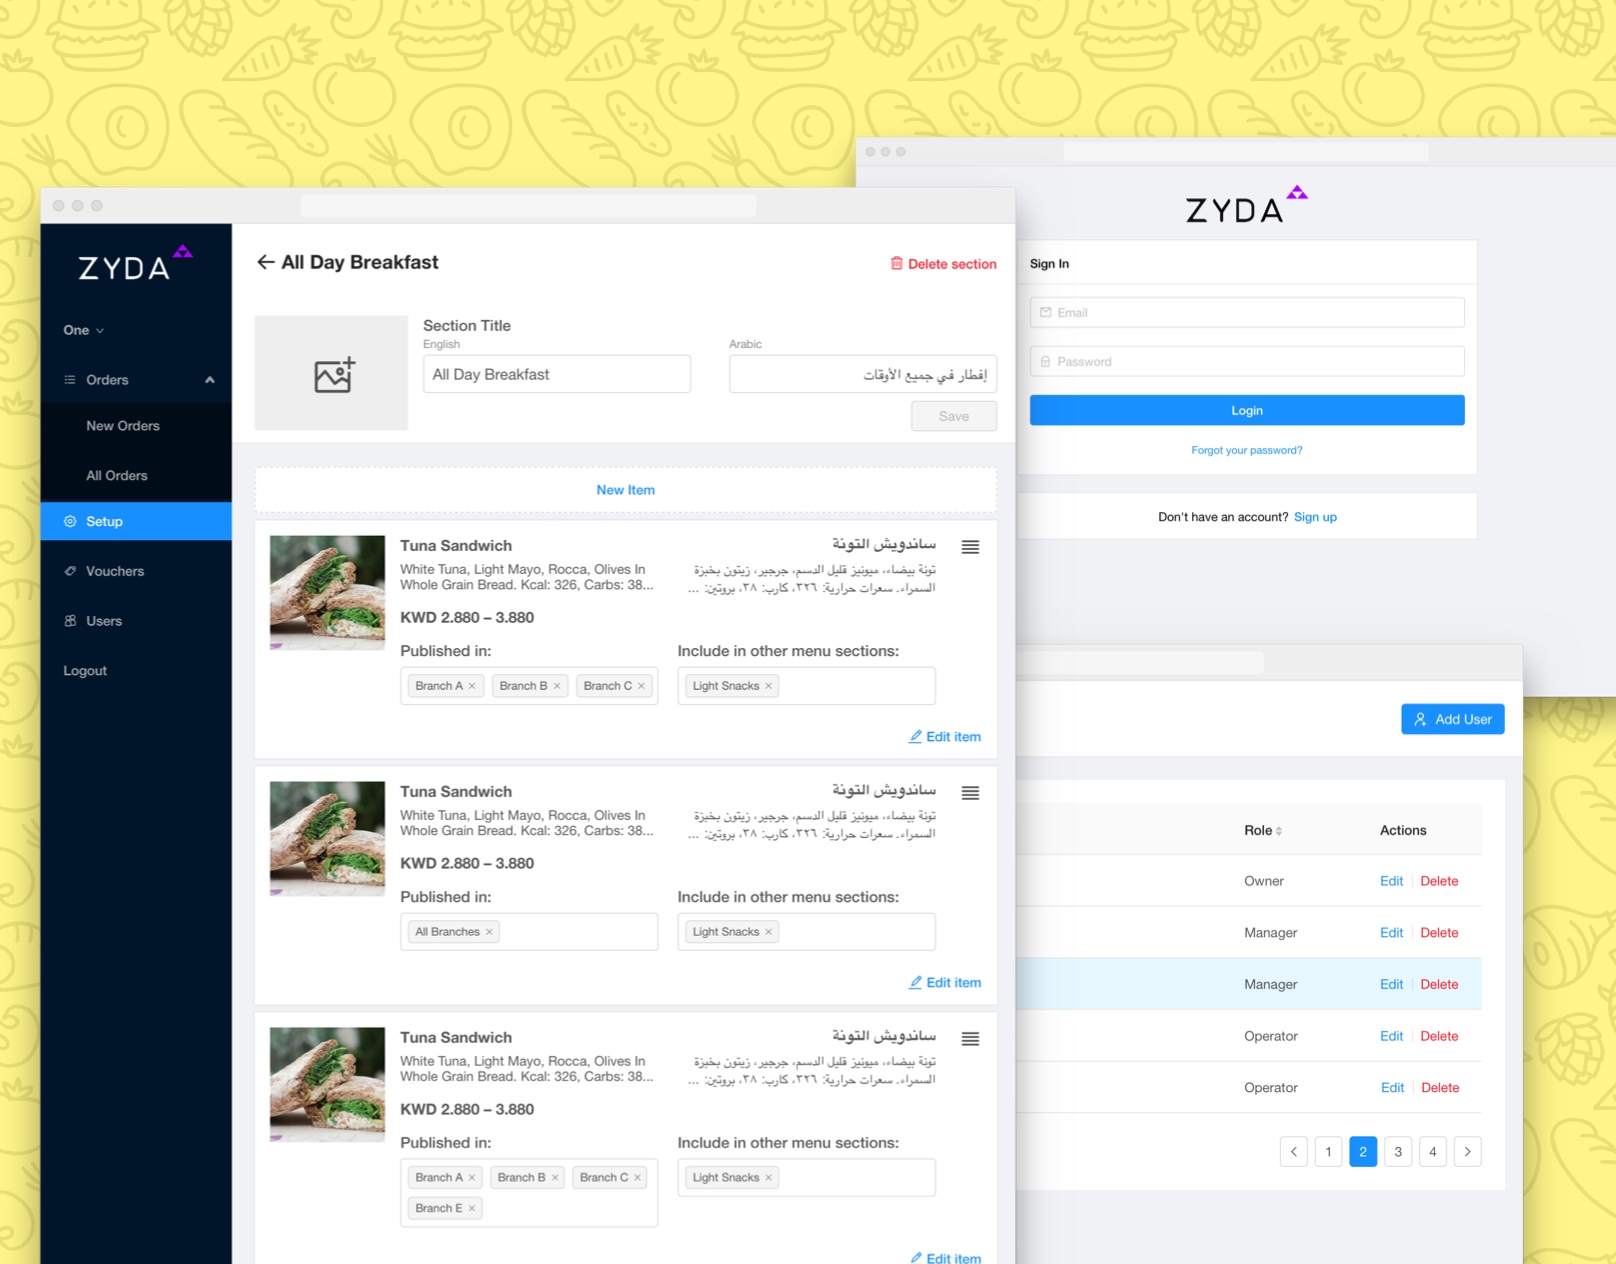 ZYDA
One
Orders
New Orders
All Orders
Setup
Vouchers
Users
Logout
All Day Breakfast
Delete section
Section Title
English
Arabic
All Day Breakfast
إفطار في جميع الأوقات
Save
New Item
Tuna Sandwich
ساندويش التونة
White Tuna, Light Mayo, Rocca, Olives In
Whole Grain Bread. Kcal: 326, Carbs: 38...
تونة بيضاء، ميونيز قليل الدسم، جرجير، زيتون بخبزة
السمراء. سعرات حرارية: ٣٢٦، كارب: ٣٨، بروتين: ...
KWD 2.880 – 3.880
Published in:
Include in other menu sections:
Branch A × Branch B × Branch C ×
Light Snacks ×
Edit item
Tuna Sandwich
ساندويش التونة
White Tuna, Light Mayo, Rocca, Olives In
Whole Grain Bread. Kcal: 326, Carbs: 38...
تونة بيضاء، ميونيز قليل الدسم، جرجير، زيتون بخبزة
السمراء. سعرات حرارية: ٣٢٦، كارب: ٣٨، بروتين: ...
KWD 2.880 – 3.880
Published in:
Include in other menu sections:
All Branches ×
Light Snacks ×
Edit item
Tuna Sandwich
ساندويش التونة
White Tuna, Light Mayo, Rocca, Olives In
Whole Grain Bread. Kcal: 326, Carbs: 38...
تونة بيضاء، ميونيز قليل الدسم، جرجير، زيتون بخبزة
السمراء. سعرات حرارية: ٣٢٦، كارب: ٣٨، بروتين: ...
KWD 2.880 – 3.880
Published in:
Include in other menu sections:
Branch A × Branch B × Branch C ×
Branch E ×
Light Snacks ×
Edit item
ZYDA
Sign In
Email
Password
Login
Forgot your password?
Don't have an account? Sign up
Add User
Role Actions
Owner Edit Delete
Manager Edit Delete
Manager Edit Delete
Operator Edit Delete
Operator Edit Delete
< 1 2 3 4 >